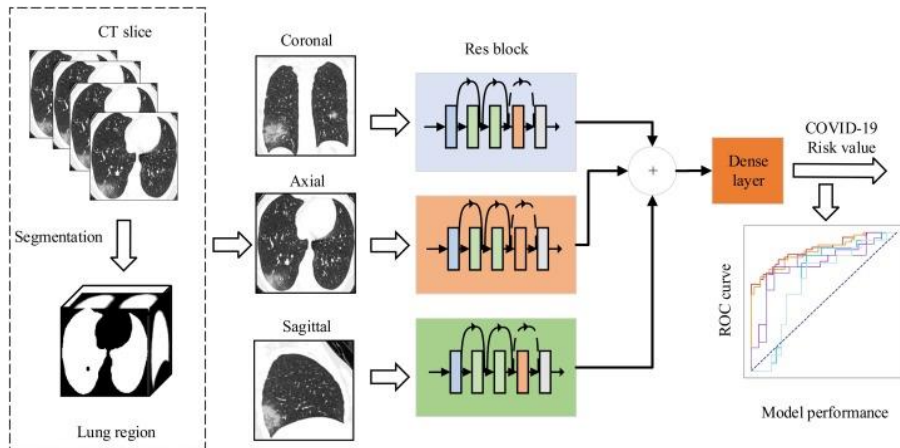 CT slice
Segmentation
Lung region
Coronal
Axial
Sagittal
Res block
+
Dense
layer
COVID-19
Risk value
ROC curve
Model performance